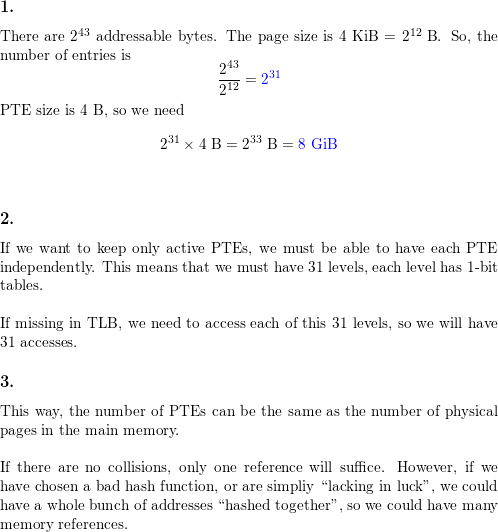 1.
There are 2^43 addressable bytes. The page size is 4 KiB = 2^12 B. So, the
number of entries is
2^43 / 2^12 = 2^31
PTE size is 4 B, so we need
2^31 × 4 B = 2^33 B = 8 GiB
2.
If we want to keep only active PTEs, we must be able to have each PTE
independently. This means that we must have 31 levels, each level has 1-bit
tables.
If missing in TLB, we need to access each of this 31 levels, so we will have
31 accesses.
3.
This way, the number of PTEs can be the same as the number of physical
pages in the main memory.
If there are no collisions, only one reference will suffice. However, if we
have chosen a bad hash function, or are simpliy “lacking in luck”, we could
have a whole bunch of addresses “hashed together”, so we could have many
memory references.